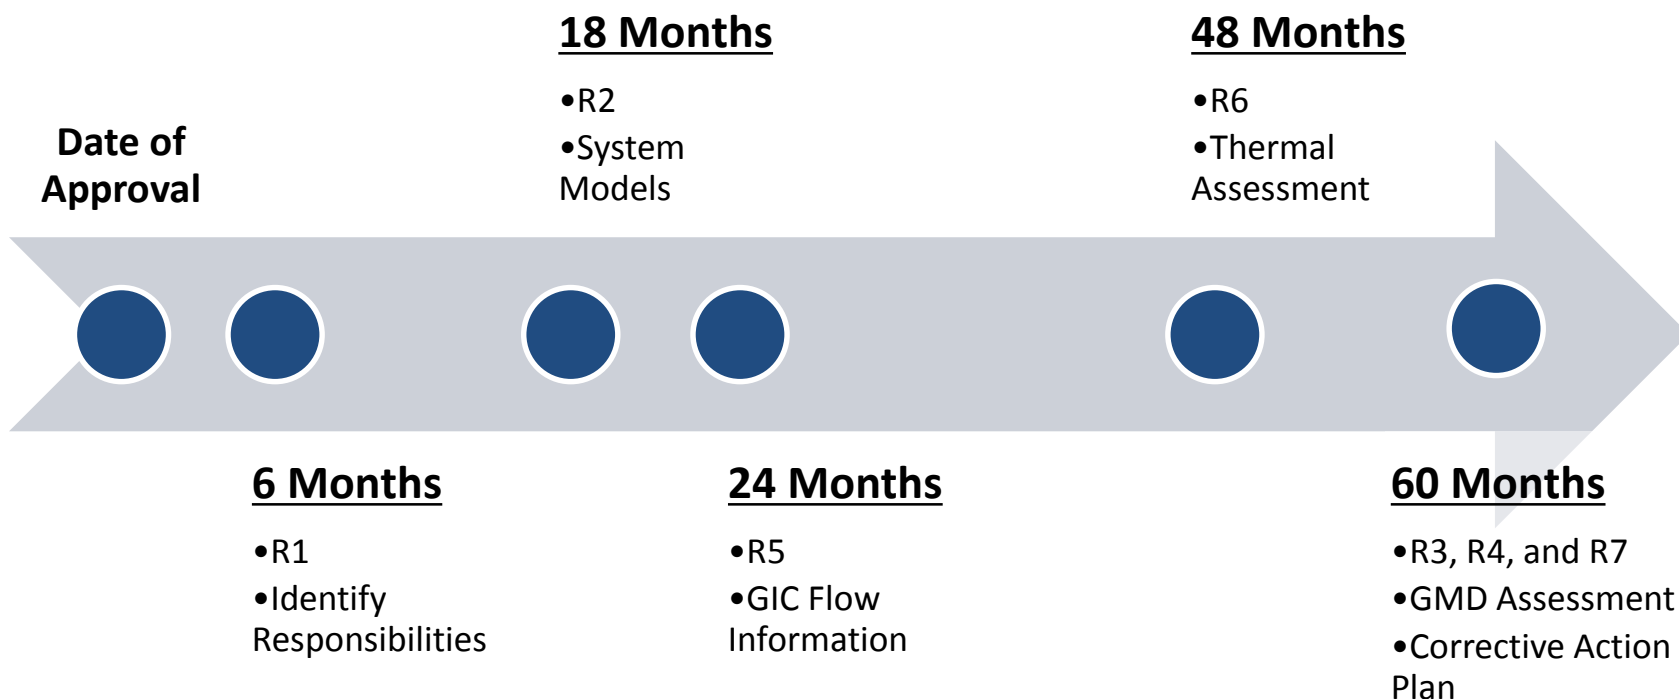 Date of
Approval
6 Months
•R1
•Identify
Responsibilities
18 Months
•R2
•System
Models
24 Months
•R5
•GIC Flow
Information
48 Months
•R6
•Thermal
Assessment
60 Months
•R3, R4, and R7
•GMD Assessment
•Corrective Action
Plan